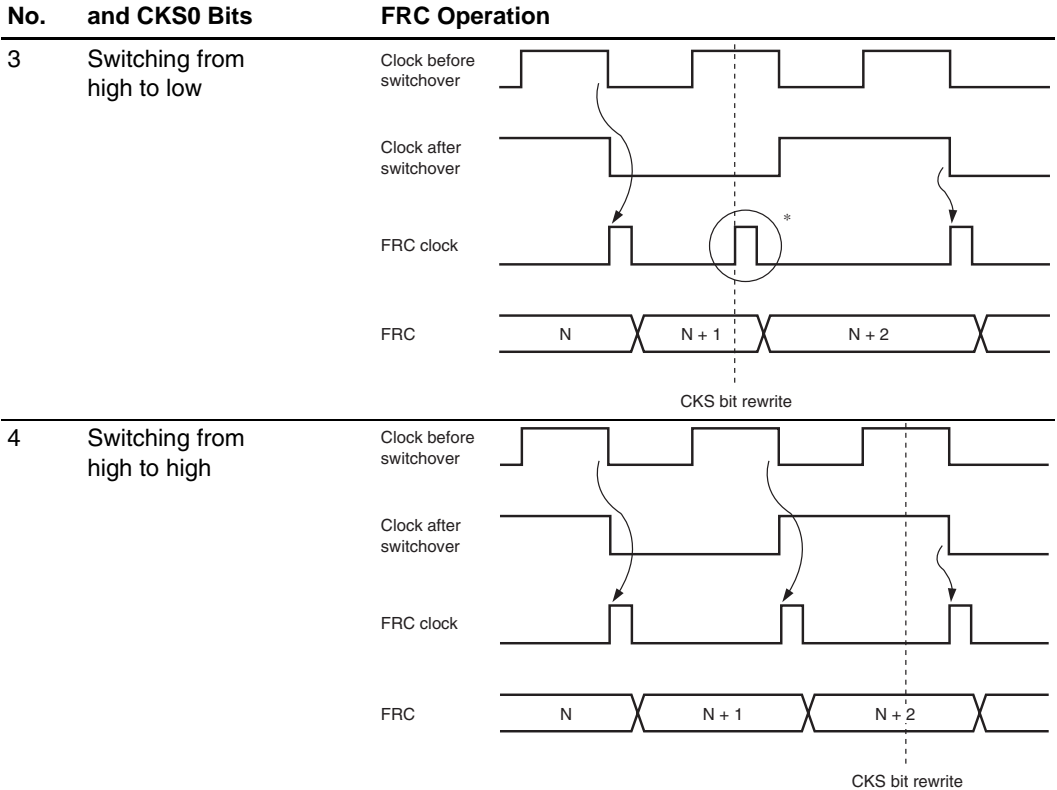 No. and CKS0 Bits FRC Operation
3 Switching from
high to low
Clock before
switchover
Clock after
switchover
*
FRC clock
FRC N N + 1 N + 2
CKS bit rewrite
4 Switching from
high to high
Clock before
switchover
Clock after
switchover
FRC clock
FRC N N + 1 N + 2
CKS bit rewrite